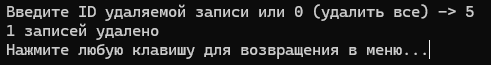 Введите ID удаляемой записи или 0 (удалить все) -> 5
1 записей удалено
Нажмите любую клавишу для возвращения в меню...